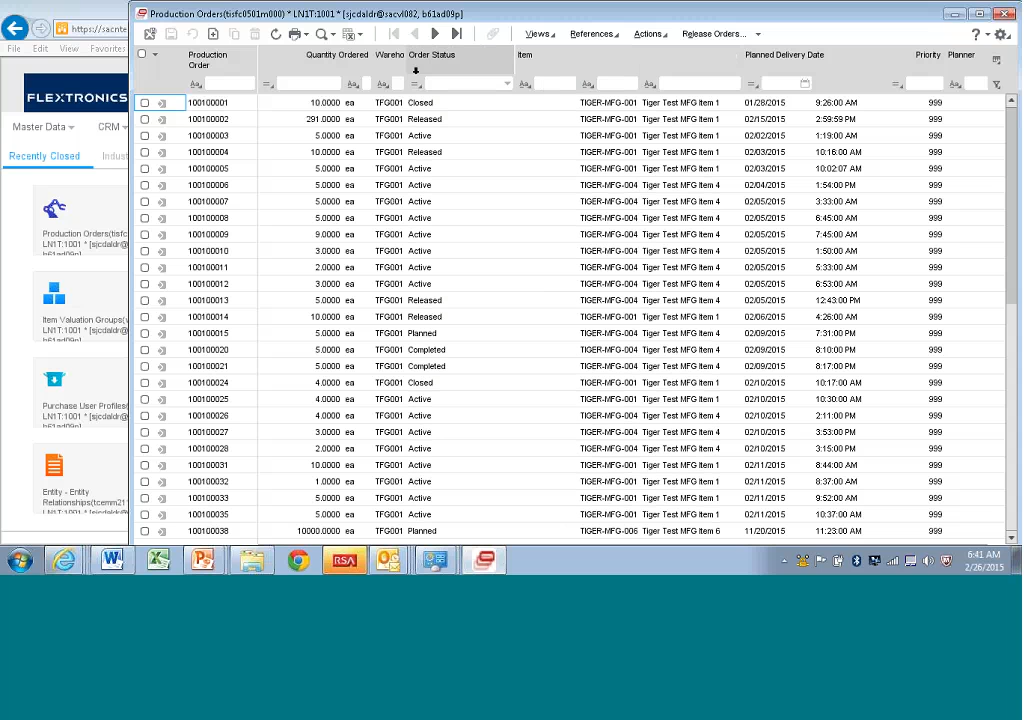 Production Orders(tisfc0501m000) * LN1T:1001 * [sjcdaldr@sacvl082, b61ad09p]
https://sacnte
File Edit View Favorites
Views References Actions Release Orders...
Production Order Quantity Ordered Wareho Order Status Item Planned Delivery Date Priority Planner
FLEXTRONICS
Master Data CRM
Recently Closed Indust
Production Orders(tisfc
LN1T:1001 * [sjcdaldr@
b61ad09p]
Item Valuation Groups(
LN1T:1001 * [sjcdaldr@
b61ad09p]
Purchase User Profiles(
LN1T:1001 * [sjcdaldr@
b61ad09p]
Entity - Entity
Relationships(tcemm211
LN1T:1001 * [sjcdaldr@
100100001 10.0000 ea TFG001 Closed TIGER-MFG-001 Tiger Test MFG Item 1 01/28/2015 9:26:00 AM 999
100100002 291.0000 ea TFG001 Released TIGER-MFG-001 Tiger Test MFG Item 1 02/15/2015 2:59:59 PM 999
100100003 5.0000 ea TFG001 Active TIGER-MFG-001 Tiger Test MFG Item 1 02/02/2015 1:19:00 AM 999
100100004 10.0000 ea TFG001 Released TIGER-MFG-001 Tiger Test MFG Item 1 02/03/2015 10:16:00 AM 999
100100005 5.0000 ea TFG001 Active TIGER-MFG-001 Tiger Test MFG Item 1 02/03/2015 10:02:07 AM 999
100100006 5.0000 ea TFG001 Active TIGER-MFG-004 Tiger Test MFG Item 4 02/04/2015 1:54:00 PM 999
100100007 5.0000 ea TFG001 Active TIGER-MFG-004 Tiger Test MFG Item 4 02/05/2015 3:33:00 AM 999
100100008 5.0000 ea TFG001 Active TIGER-MFG-004 Tiger Test MFG Item 4 02/05/2015 6:45:00 AM 999
100100009 9.0000 ea TFG001 Active TIGER-MFG-004 Tiger Test MFG Item 4 02/05/2015 7:45:00 AM 999
100100010 3.0000 ea TFG001 Active TIGER-MFG-004 Tiger Test MFG Item 4 02/05/2015 1:50:00 AM 999
100100011 2.0000 ea TFG001 Active TIGER-MFG-004 Tiger Test MFG Item 4 02/05/2015 5:33:00 AM 999
100100012 3.0000 ea TFG001 Active TIGER-MFG-004 Tiger Test MFG Item 4 02/05/2015 6:53:00 AM 999
100100013 5.0000 ea TFG001 Released TIGER-MFG-004 Tiger Test MFG Item 4 02/05/2015 12:43:00 PM 999
100100014 10.0000 ea TFG001 Released TIGER-MFG-001 Tiger Test MFG Item 1 02/06/2015 4:26:00 AM 999
100100015 5.0000 ea TFG001 Planned TIGER-MFG-004 Tiger Test MFG Item 4 02/09/2015 7:31:00 PM 999
100100020 5.0000 ea TFG001 Completed TIGER-MFG-004 Tiger Test MFG Item 4 02/09/2015 8:10:00 PM 999
100100021 5.0000 ea TFG001 Completed TIGER-MFG-004 Tiger Test MFG Item 4 02/09/2015 8:17:00 PM 999
100100024 4.0000 ea TFG001 Closed TIGER-MFG-001 Tiger Test MFG Item 1 02/10/2015 10:17:00 AM 999
100100025 4.0000 ea TFG001 Active TIGER-MFG-001 Tiger Test MFG Item 1 02/10/2015 10:30:00 AM 999
100100026 4.0000 ea TFG001 Active TIGER-MFG-004 Tiger Test MFG Item 4 02/10/2015 2:11:00 PM 999
100100027 3.0000 ea TFG001 Active TIGER-MFG-004 Tiger Test MFG Item 4 02/10/2015 3:53:00 PM 999
100100028 2.0000 ea TFG001 Active TIGER-MFG-004 Tiger Test MFG Item 4 02/10/2015 3:15:00 PM 999
100100031 10.0000 ea TFG001 Active TIGER-MFG-001 Tiger Test MFG Item 1 02/11/2015 8:44:00 AM 999
100100032 1.0000 ea TFG001 Active TIGER-MFG-001 Tiger Test MFG Item 1 02/11/2015 8:37:00 AM 999
100100033 5.0000 ea TFG001 Active TIGER-MFG-001 Tiger Test MFG Item 1 02/11/2015 9:52:00 AM 999
100100035 5.0000 ea TFG001 Active TIGER-MFG-001 Tiger Test MFG Item 1 02/11/2015 10:37:00 AM 999
100100038 10000.0000 ea TFG001 Planned TIGER-MFG-006 Tiger Test MFG Item 6 11/20/2015 11:23:00 AM 999
RSA
6:41 AM
2/26/2015